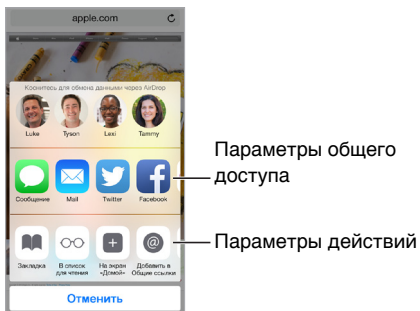 apple.com
Коснитесь для обмена данными через AirDrop
Luke Tyson Lexi Tammy
Сообщение Mail Twitter Facebook
Параметры общего
доступа
Закладка В список На экран Добавить в
для чтения «Домой» Общие ссылки
Параметры действий
Отменить